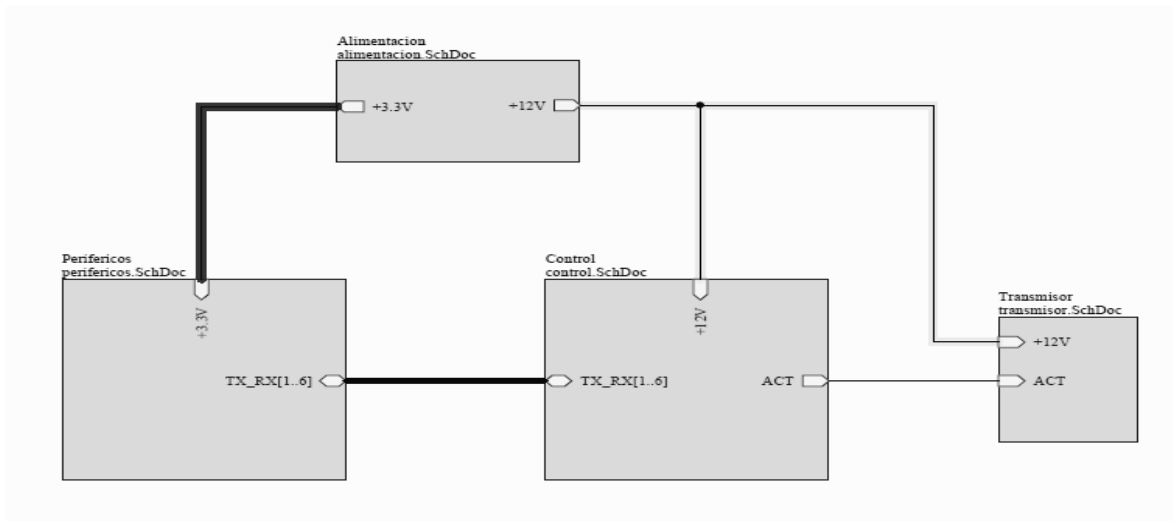 Alimentacion
alimentacion.SchDoc
+3.3V
+12V
Perifericos
perifericos.SchDoc
+3.3V
TX_RX[1..6]
Control
control.SchDoc
+12V
TX_RX[1..6]
ACT
Transmisor
transmisor.SchDoc
+12V
ACT